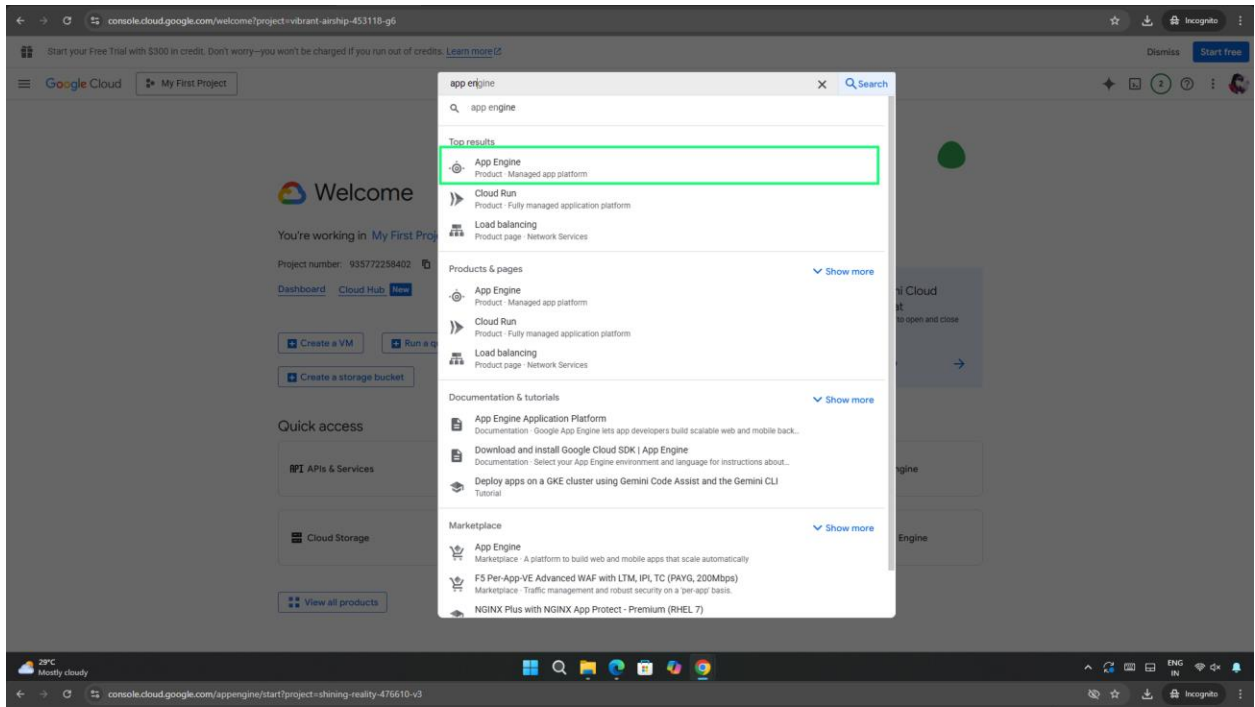 console.cloud.google.com/welcome?project=vibrant-airship-453118-g6
Incognito
Start your Free Trial with $300 in credit. Don't worry—you won't be charged if you run out of credits. Learn more
Dismiss
Start free
Google Cloud
My First Project
app engine
Search
2
app engine
Top results
App Engine
Product · Managed app platform
Cloud Run
Product · Fully managed application platform
Load balancing
Product page · Network Services
Welcome
You're working in My First Proj
Project number: 935772258402
Dashboard
Cloud Hub
New
Products & pages
Show more
App Engine
Product · Managed app platform
Cloud Run
Product · Fully managed application platform
Load balancing
Product page · Network Services
ni Cloud
at
to open and close
Create a VM
Run a q
Create a storage bucket
Documentation & tutorials
Show more
App Engine Application Platform
Documentation · Google App Engine lets app developers build scalable web and mobile back...
Download and install Google Cloud SDK | App Engine
Documentation · Select your App Engine environment and language for instructions about...
Deploy apps on a GKE cluster using Gemini Code Assist and the Gemini CLI
Tutorial
Quick access
API APIs & Services
ngine
Cloud Storage
Engine
Marketplace
Show more
App Engine
Marketplace · A platform to build web and mobile apps that scale automatically
F5 Per-App-VE Advanced WAF with LTM, IPI, TC (PAYG, 200Mbps)
Marketplace · Traffic management and robust security on a 'per-app' basis.
NGINX Plus with NGINX App Protect - Premium (RHEL 7)
View all products
29°C
Mostly cloudy
ENG
IN
console.cloud.google.com/appengine/start?project=shining-reality-476610-v3
Incognito